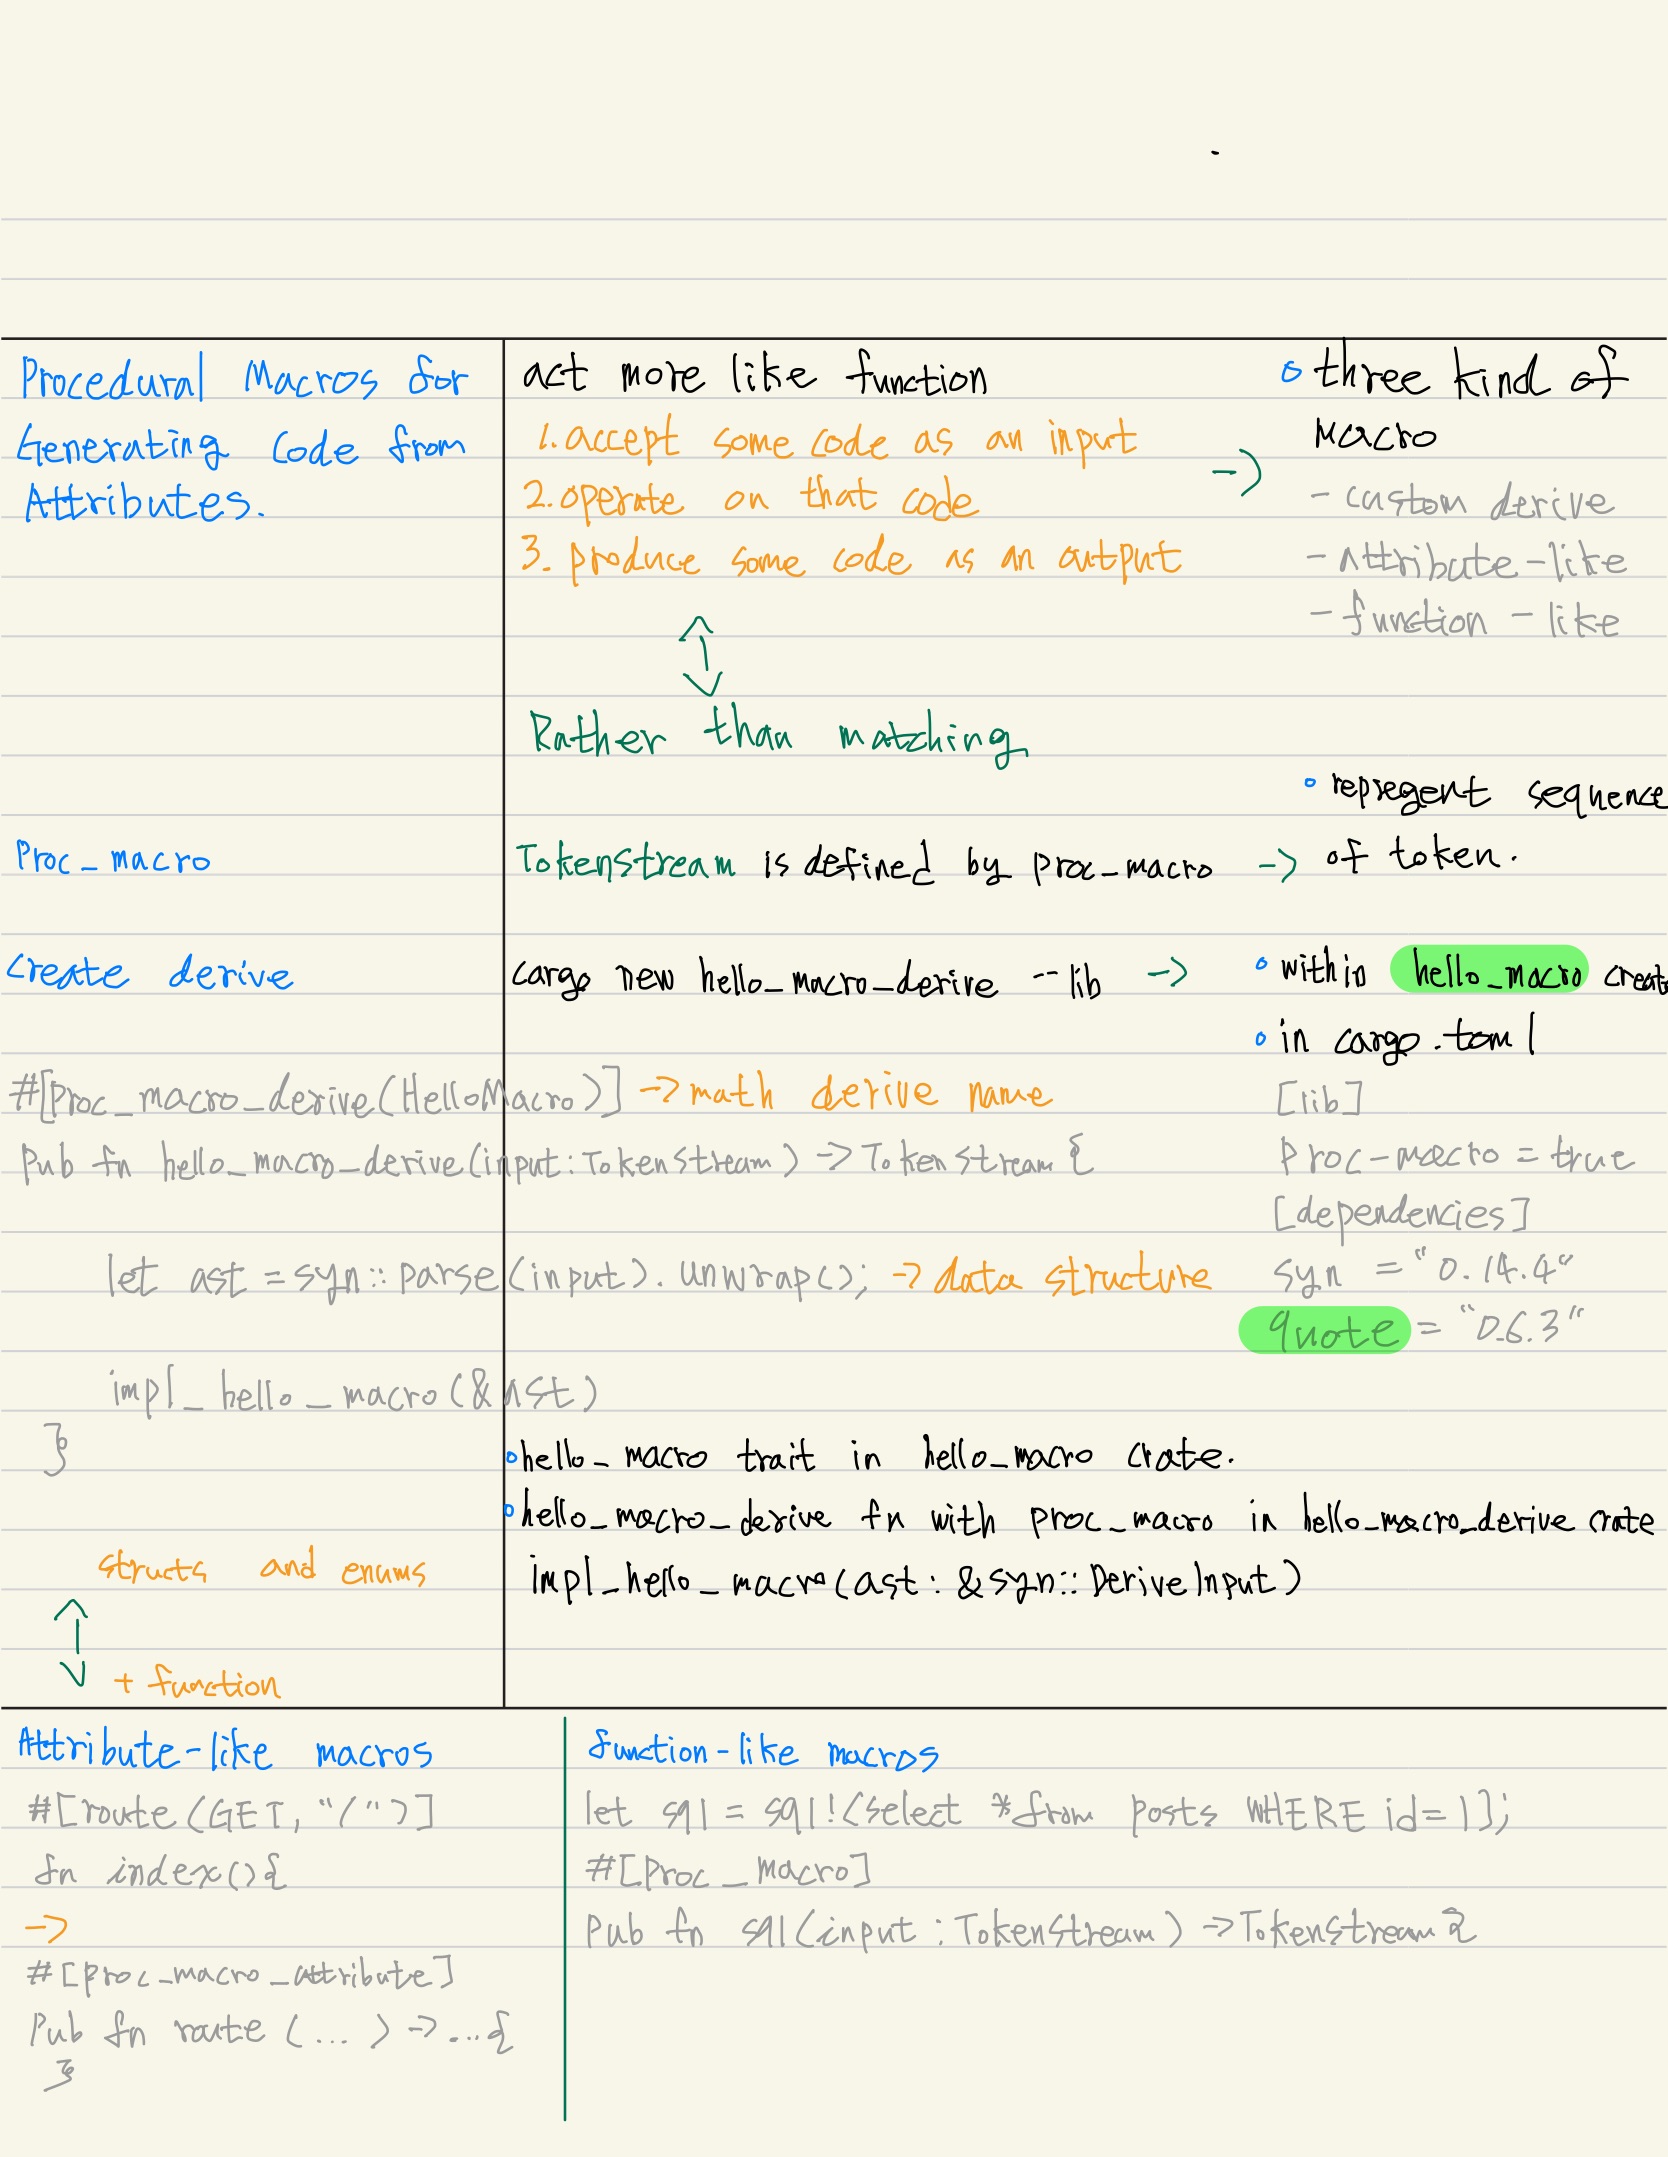 Procedural Macros for
Generating Code from
Attributes.
act more like function
1. accept some code as an input
2. operate on that code
3. produce some code as an output
Rather than matching
three kind of
Macro
- custom derive
- attribute-like
- function-like
Proc_macro
Tokenstream is defined by proc_macro ->
represent sequence
of token.
create derive
cargo new hello_macro_derive --lib ->
within hello_macro create
in cargo.toml
[lib]
Proc-macro = true
[dependencies]
syn = "0.14.4"
quote = "0.6.3"
#[proc_macro_derive(HelloMacro)] -> math derive name
Pub fn hello_macro_derive(input: TokenStream) -> TokenStream {
let ast = syn::parse(input).unwrap(); -> data structure
impl_hello_macro(&ast)
}
hello_macro trait in hello_macro crate.
hello_macro_derive fn with proc_macro in hello_macro_derive crate
impl_hello_macro(ast: &syn::DeriveInput)
structs and enums
+ function
Attribute-like macros
#[route(GET, "/")]
fn index(){
->
#[proc_macro_attribute]
Pub fn route (...) -> ...{
}
function-like macros
let sql = sql!(select * from posts WHERE id=1];
#[proc_macro]
Pub fn sql(input: TokenStream) -> TokenStream {